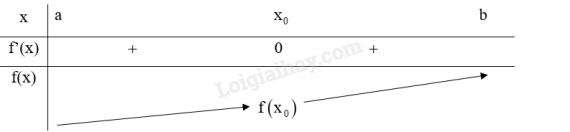 x a x₀ b
f'(x) + 0 + 
f(x)
Loigiaihay.com
f(x₀)